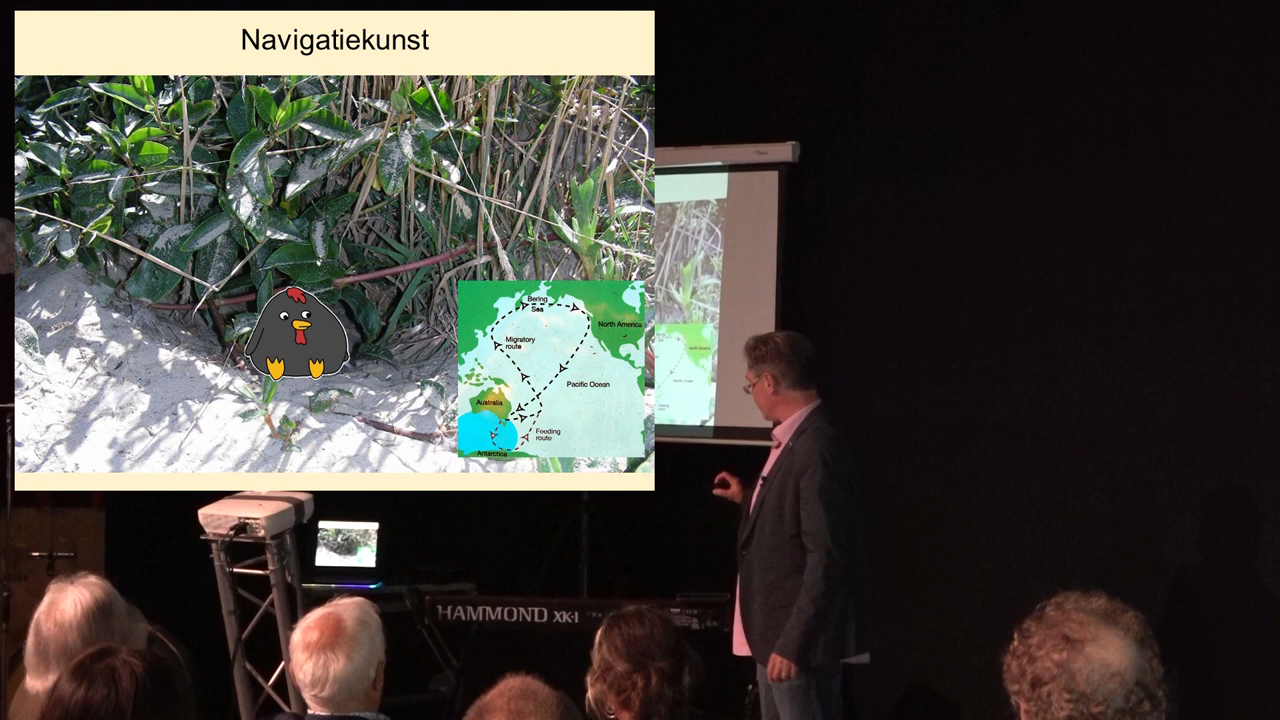 Navigatiekunst
Bering
Sea
North America
Migratory
route
Pacific Ocean
Australia
Feeding
route
Antarctica
HAMMOND XK-1